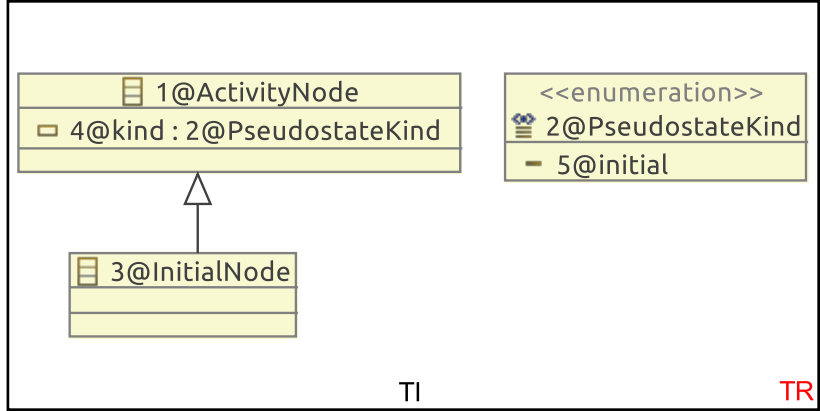 1@ActivityNode
4@kind : 2@PseudostateKind
<<enumeration>>
2@PseudostateKind
5@initial
3@InitialNode
TI
TR